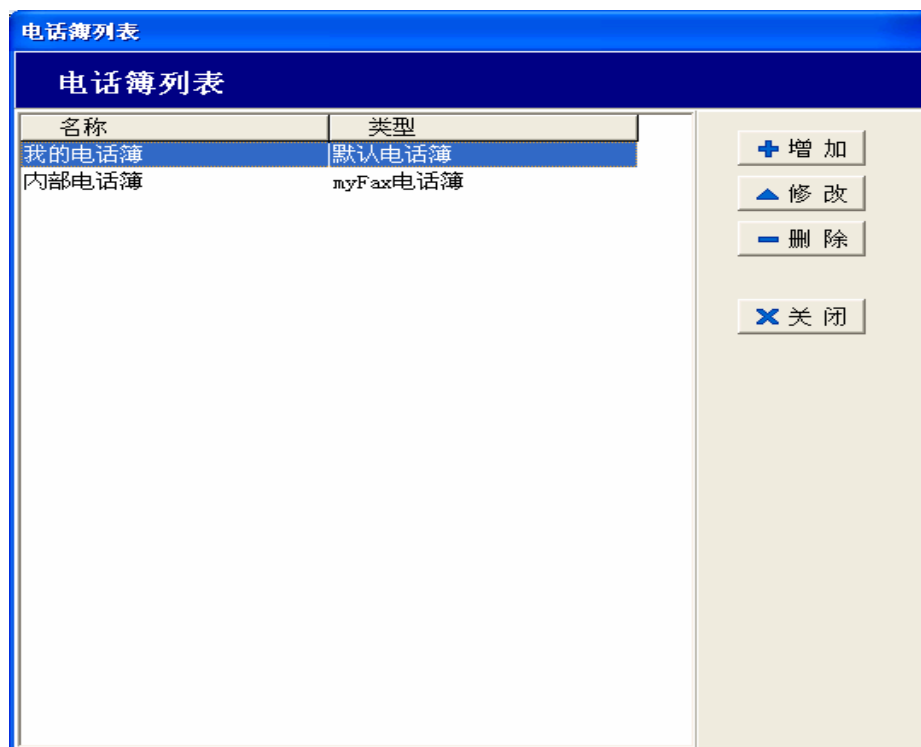 电话簿列表
电话簿列表
名称 类型
我的电话簿 默认电话簿
内部电话簿 myFax电话簿
增 加
修 改
删 除
关 闭